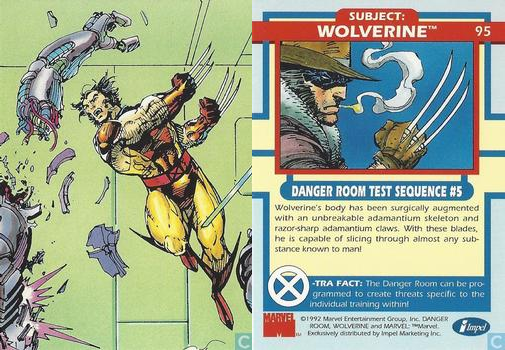 SUBJECT:
WOLVERINE™
95
DANGER ROOM TEST SEQUENCE #5
Wolverine's body has been surgically augmented
with an unbreakable adamantium skeleton and
razor-sharp adamantium claws. With these blades,
he is capable of slicing through almost any sub-
stance known to man!
X-TRA FACT: The Danger Room can be pro-
grammed to create threats specific to the
individual training within!
MARVEL
©1992 Marvel Entertainment Group, Inc. DANGER
ROOM, WOLVERINE and MARVEL: ™Marvel.
Exclusively distributed by Impel Marketing Inc.
Impel
C
C